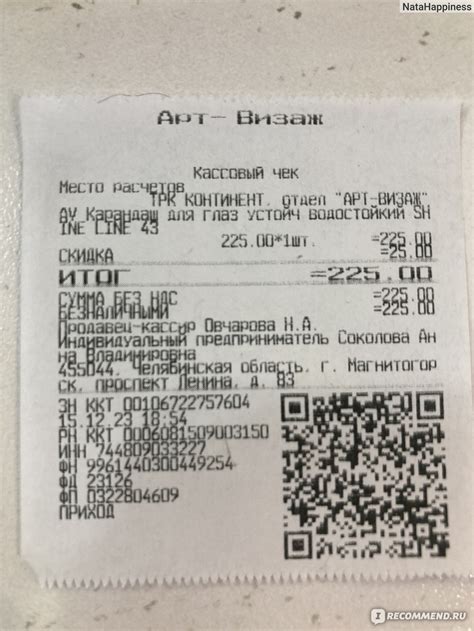 NataHappiness
Арт- Визаж
Кассовый чек
Место расчетов
ТРК КОНТИНЕНТ, отдел "АРТ-ВИЗАЖ"
AV Карандаш для глаз устойч водостойкий SH
INE LINE 43
225.00*1шт. =225.00
СКИДКА =25.00
ИТОГ =225.00
СУММА БЕЗ НДС =225.00
БЕЗНАЛИЧНЫМИ =225.00
Продавец-кассир Овчарова Н.А.
Индивидуальный предприниматель Соколова Ан
на Владимировна
455044, Челябинская область, г. Магнитогор
ск, проспект Ленина, д. 83
ЗН ККТ 00106722757604
15.12.23 18:54
РН ККТ 0006081509003150
ИНН 744809033227
ФН 9961440300449254
ФД 23126
ФП 0322804609
ПРИХОД
I RECOMMEND.RU